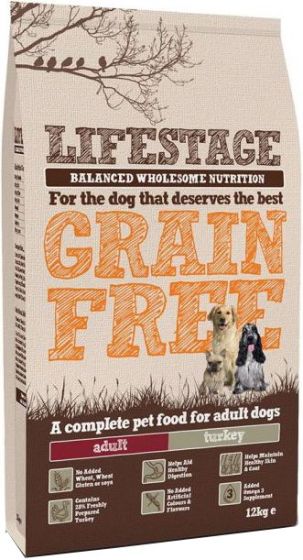 LIFESTAGE
BALANCED WHOLESOME NUTRITION
For the dog that deserves the best
GRAIN
FREE
A complete pet food for adult dogs
adult
turkey
No Added
Wheat, Wheat
Gluten or soya
Helps Aid
Healthy
Digestion
Helps Maintain
Healthy Skin
& Coat
Contains
28% Freshly
Prepared
Turkey
No Added
Artificial
Colours &
Flavours
3
Added
Omega 3
Supplement
12kg e